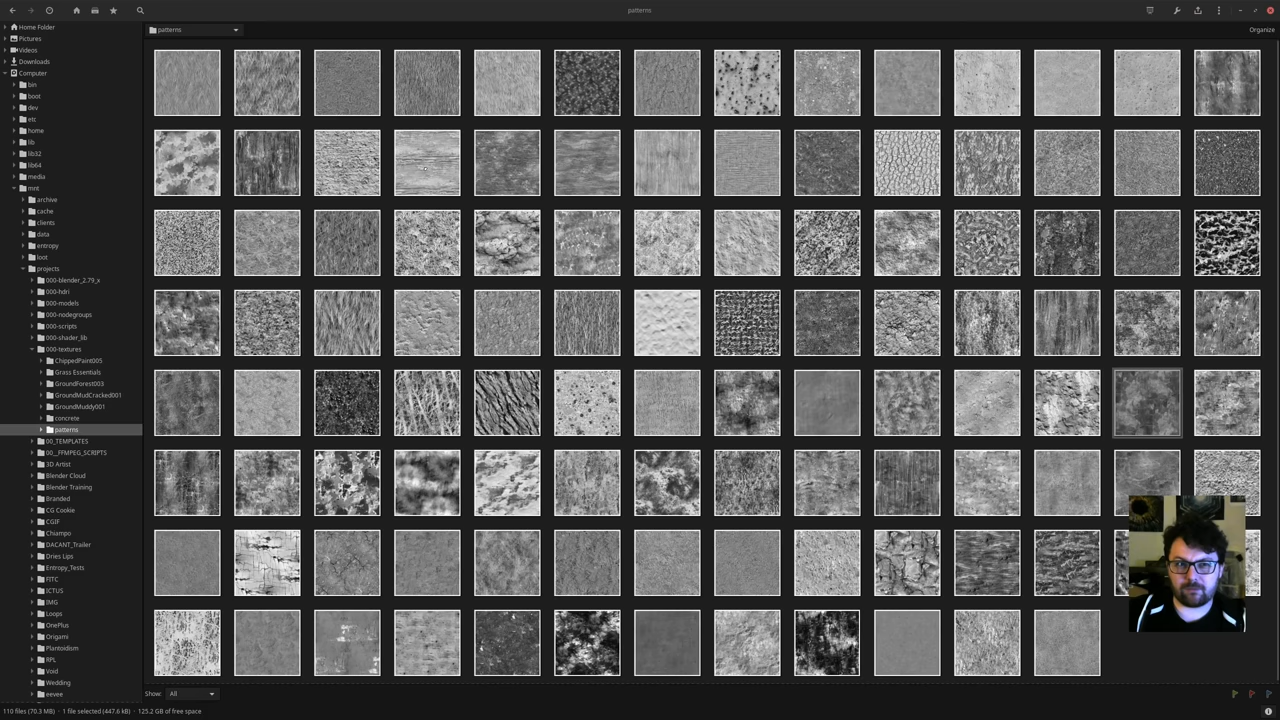 patterns
patterns
Organize
Home Folder
Pictures
Videos
Downloads
Computer
bin
boot
dev
etc
home
lib
lib32
lib64
media
mnt
archive
cache
clients
data
entropy
loot
projects
000-blender_2.79_x
000-hdri
000-models
000-nodegroups
000-scripts
000-shader_lib
000-textures
ChippedPaint005
Grass Essentials
GroundForest003
GroundMudCracked001
GroundMuddy001
concrete
patterns
00_TEMPLATES
00__FFMPEG_SCRIPTS
3D Artist
Blender Cloud
Blender Training
Branded
CG Cookie
CGIF
Chiampo
DACANT_Trailer
Dries Lips
Entropy_Tests
FITC
ICTUS
IMG
Loops
OnePlus
Origami
Plantoidism
RPL
Void
Wedding
eevee
Show: All
110 files (70.3 MB) · 1 file selected (447.6 kB) · 125.2 GB of free space